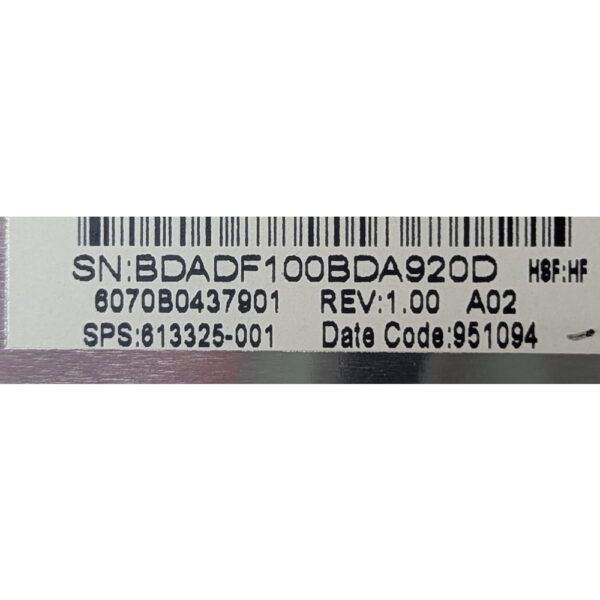 SN:BDADF100BDA920D HSF:HF
6070B0437901 REV:1.00 A02
SPS:613325-001 Date Code:951094